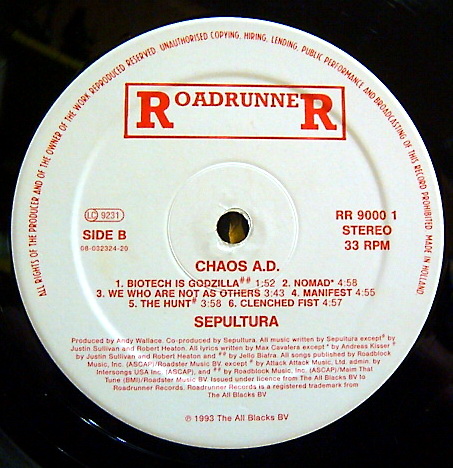 ALL RIGHTS OF THE PRODUCER AND OF THE OWNER OF THE WORK REPRODUCED RESERVED. UNAUTHORISED COPYING, HIRING, LENDING, PUBLIC PERFORMANCE AND BROADCASTING OF THIS RECORD PROHIBITED MADE IN HOLLAND
ROADRUNNER
LC 9231
SIDE B
08-032324-20
RR 9000 1
STEREO
33 RPM
CHAOS A.D.
1. BIOTECH IS GODZILLA## 1:52 2. NOMAD* 4:58
3. WE WHO ARE NOT AS OTHERS 3:43 4. MANIFEST 4:55
5. THE HUNT# 3:58 6. CLENCHED FIST 4:57
SEPULTURA
Produced by Andy Wallace. Co-produced by Sepultura. All music written by Sepultura except# by
Justin Sullivan and Robert Heaton. All lyrics written by Max Cavalera except * by Andreas Kisser
by Justin Sullivan and Robert Heaton and ## by Jello Biafra. All songs published by Roadblock
Music, Inc. (ASCAP)/Roadster Music BV. except # by Attack Attack Music, Ltd. admin. by
Intersongs USA Inc. (ASCAP), and ## by Roadblock Music, Inc. (ASCAP)/Maim That
Tune (BMI)/Roadster Music BV. Issued under licence from The All Blacks BV to
Roadrunner Records. Roadrunner Records is a registered trademark from
The All Blacks BV
℗ 1993 The All Blacks BV